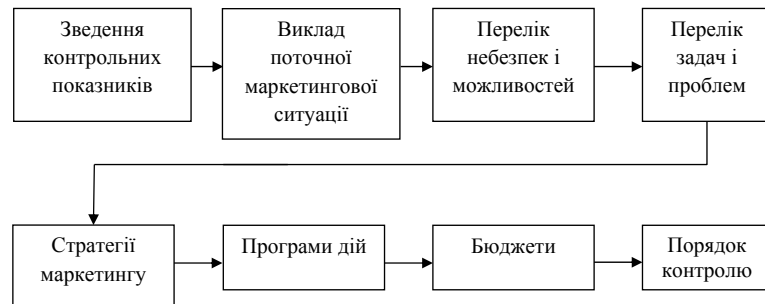 Зведення
контрольних
показників
Виклад
поточної
маркетингової
ситуації
Перелік
небезпек і
можливостей
Перелік
задач і
проблем
Стратегії
маркетингу
Програми дій
Бюджети
Порядок
контролю